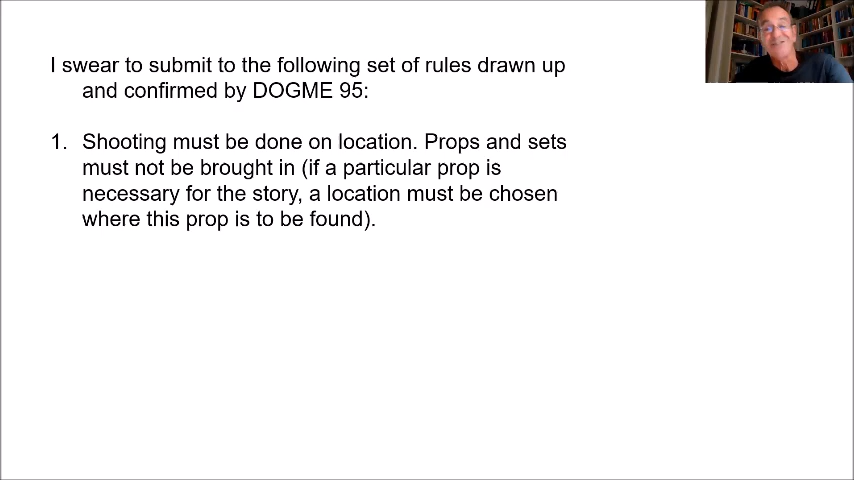 I swear to submit to the following set of rules drawn up
and confirmed by DOGME 95:
1. Shooting must be done on location. Props and sets
must not be brought in (if a particular prop is
necessary for the story, a location must be chosen
where this prop is to be found).